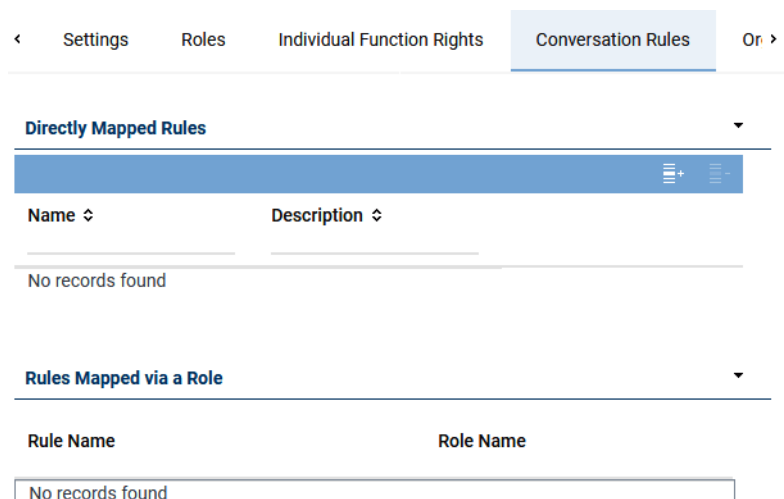 Settings Roles Individual Function Rights Conversation Rules
Directly Mapped Rules
Name Description
No records found
Rules Mapped via a Role
Rule Name Role Name
No records found